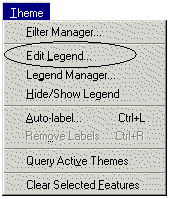 Theme
Filter Manager...
Edit Legend...
Legend Manager...
Hide/Show Legend
Auto-label... Ctrl+L
Remove Labels Ctrl+R
Query Active Themes
Clear Selected Features